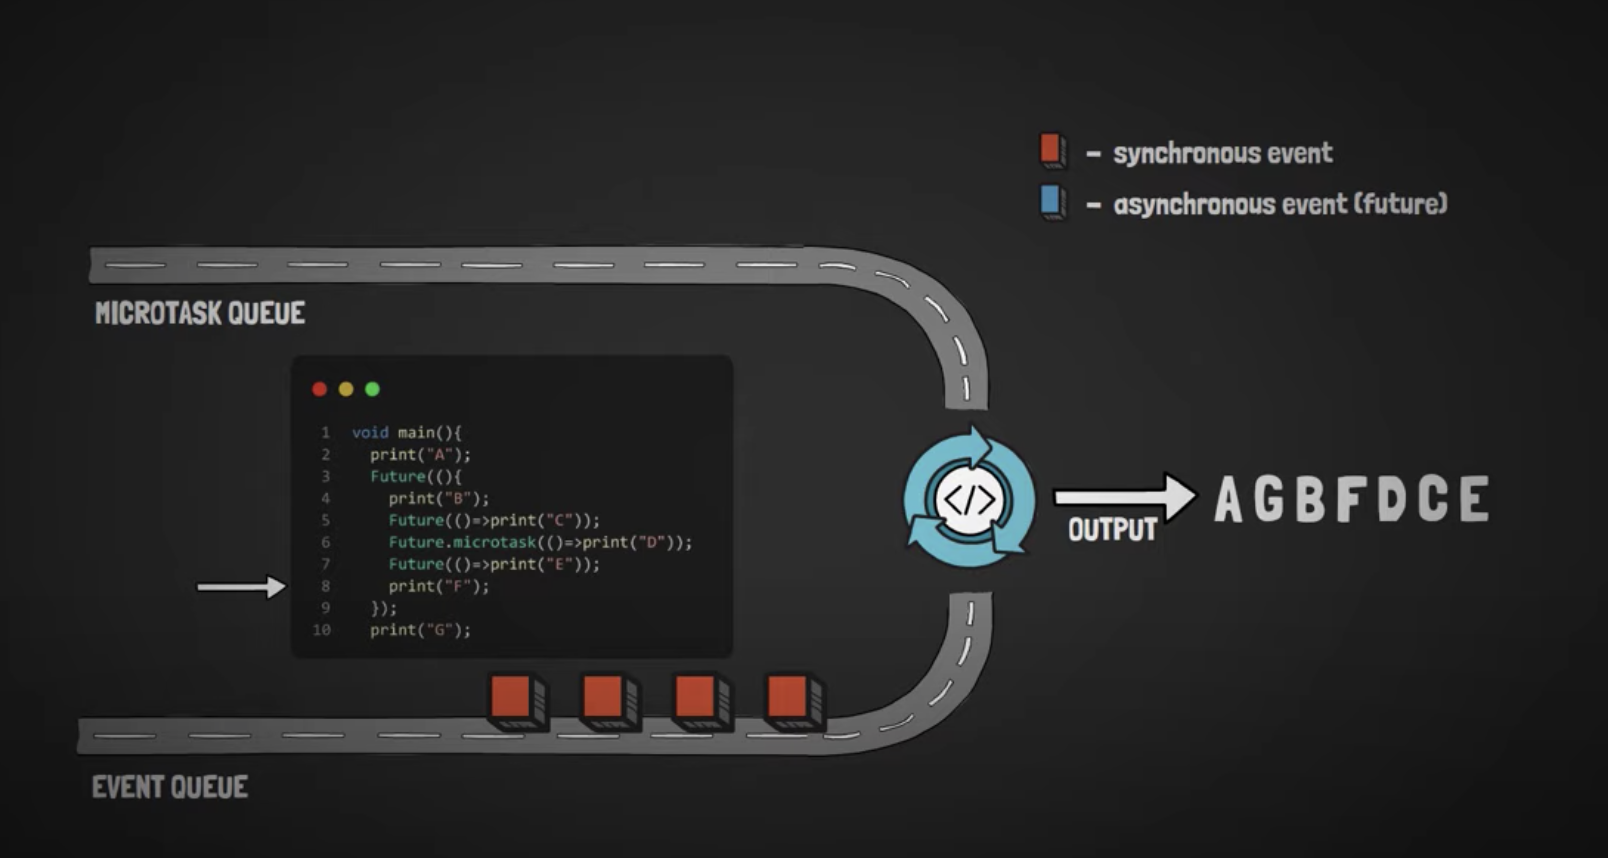 – synchronous event
– asynchronous event (future)
MICROTASK QUEUE
1 void main(){
2 print("A");
3 Future((){
4 print("B");
5 Future(()=>print("C"));
6 Future.microtask(()=>print("D"));
7 Future(()=>print("E"));
8 print("F");
9 });
10 print("G");
</>
OUTPUT
A G B F D C E
EVENT QUEUE